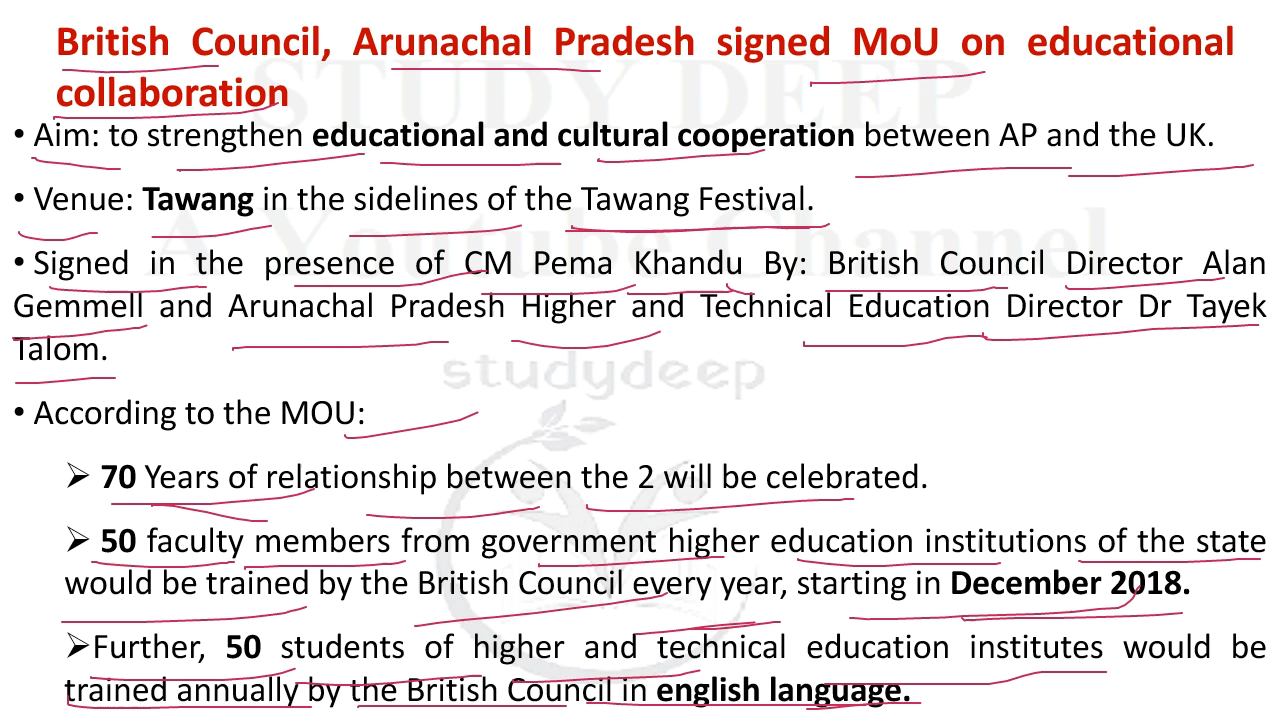 British Council, Arunachal Pradesh signed MoU on educational
collaboration
• Aim: to strengthen educational and cultural cooperation between AP and the UK.
• Venue: Tawang in the sidelines of the Tawang Festival.
• Signed in the presence of CM Pema Khandu By: British Council Director Alan
Gemmell and Arunachal Pradesh Higher and Technical Education Director Dr Tayek
Talom.
studydeep
• According to the MOU:
➢ 70 Years of relationship between the 2 will be celebrated.
➢ 50 faculty members from government higher education institutions of the state
would be trained by the British Council every year, starting in December 2018.
➢Further, 50 students of higher and technical education institutes would be
trained annually by the British Council in english language.
STUDY DEEP
A Youtube Channel